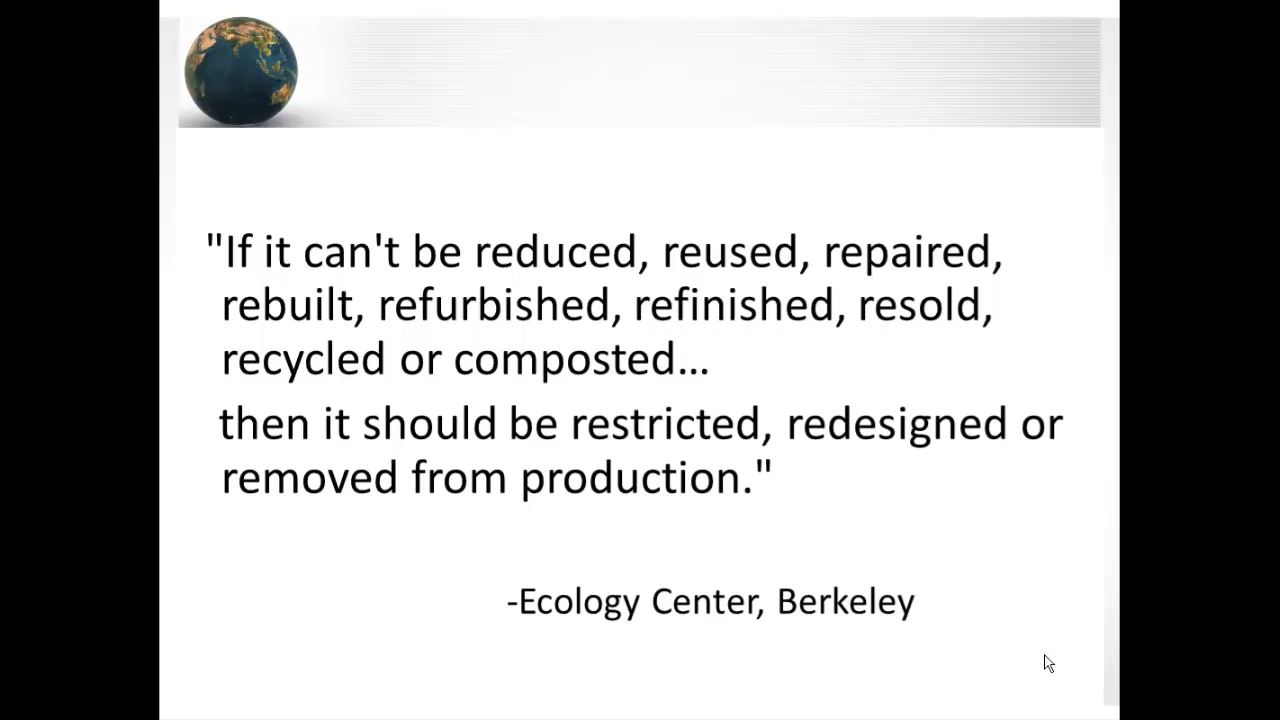 "If it can't be reduced, reused, repaired,
rebuilt, refurbished, refinished, resold,
recycled or composted…
then it should be restricted, redesigned or
removed from production."
-Ecology Center, Berkeley